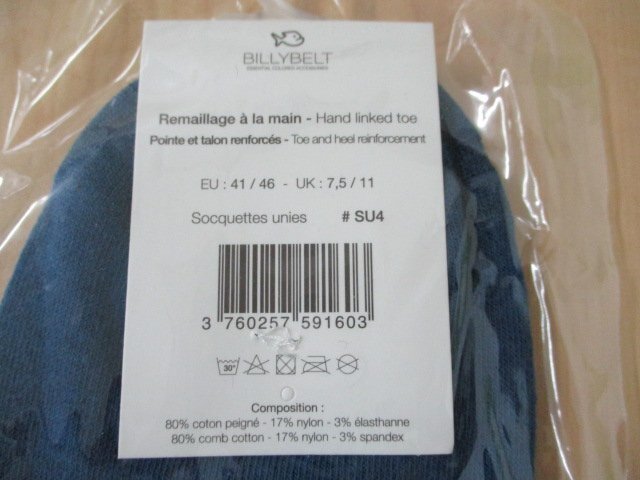 BILLYBELT
ESSENTIAL COLORED ACCESSORIES
Remaillage à la main - Hand linked toe
Pointe et talon renforcés - Toe and heel reinforcement
EU : 41 / 46 - UK : 7,5 / 11
Socquettes unies # SU4
3 760257 591603
30°
Composition :
80% coton peigné - 17% nylon - 3% élasthanne
80% comb cotton - 17% nylon - 3% spandex